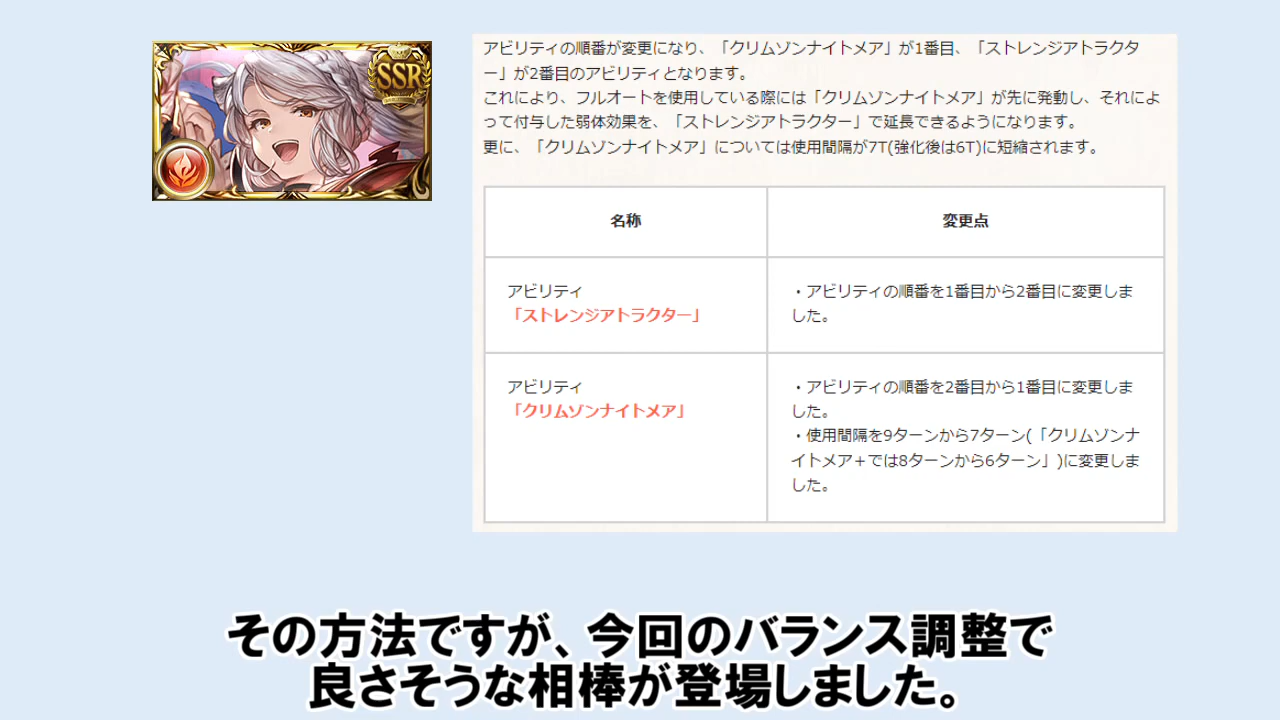 SSR
アビリティの順番が変更になり、「クリムゾンナイトメア」が1番目、「ストレンジアトラクタ
ー」が2番目のアビリティとなります。
これにより、フルオートを使用している際には「クリムゾンナイトメア」が先に発動し、それによ
って付与した弱体効果を、「ストレンジアトラクター」で延長できるようになります。
更に、「クリムゾンナイトメア」については使用間隔が7T(強化後は6T)に短縮されます。
名称
変更点
アビリティ
「ストレンジアトラクター」
・アビリティの順番を1番目から2番目に変更しま
した。
アビリティ
「クリムゾンナイトメア」
・アビリティの順番を2番目から1番目に変更しま
した。
・使用間隔を9ターンから7ターン(「クリムゾンナ
イトメア＋では8ターンから6ターン」)に変更しま
した。
その方法ですが、今回のバランス調整で
良さそうな相棒が登場しました。